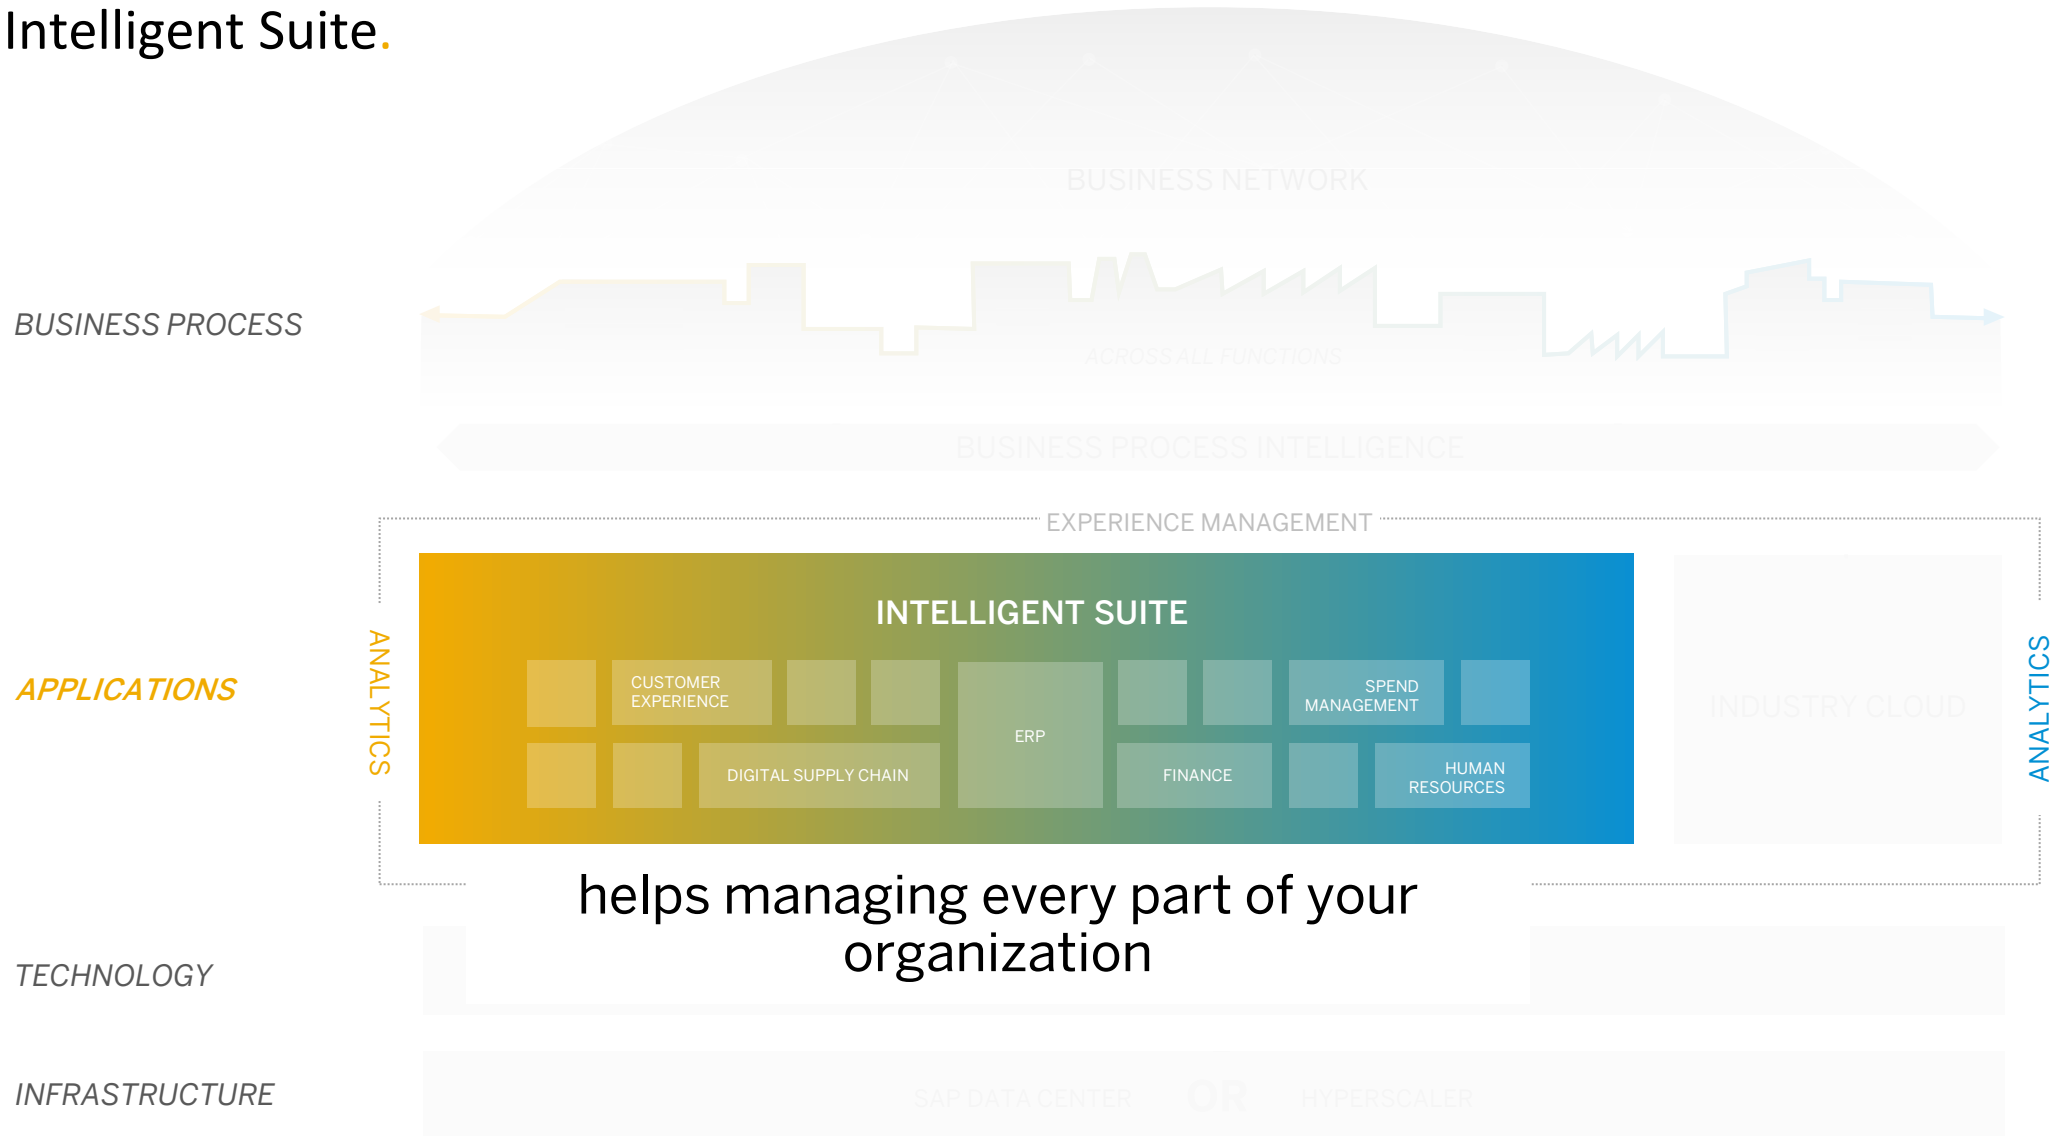 Intelligent Suite.
BUSINESS NETWORK
BUSINESS PROCESS
ACROSS ALL FUNCTIONS
BUSINESS PROCESS INTELLIGENCE
EXPERIENCE MANAGEMENT
INTELLIGENT SUITE
APPLICATIONS
ANALYTICS
CUSTOMER
EXPERIENCE
DIGITAL SUPPLY CHAIN
ERP
SPEND
MANAGEMENT
FINANCE
HUMAN
RESOURCES
INDUSTRY CLOUD
ANALYTICS
helps managing every part of your
organization
TECHNOLOGY
INFRASTRUCTURE
SAP DATA CENTER OR HYPERSCALER